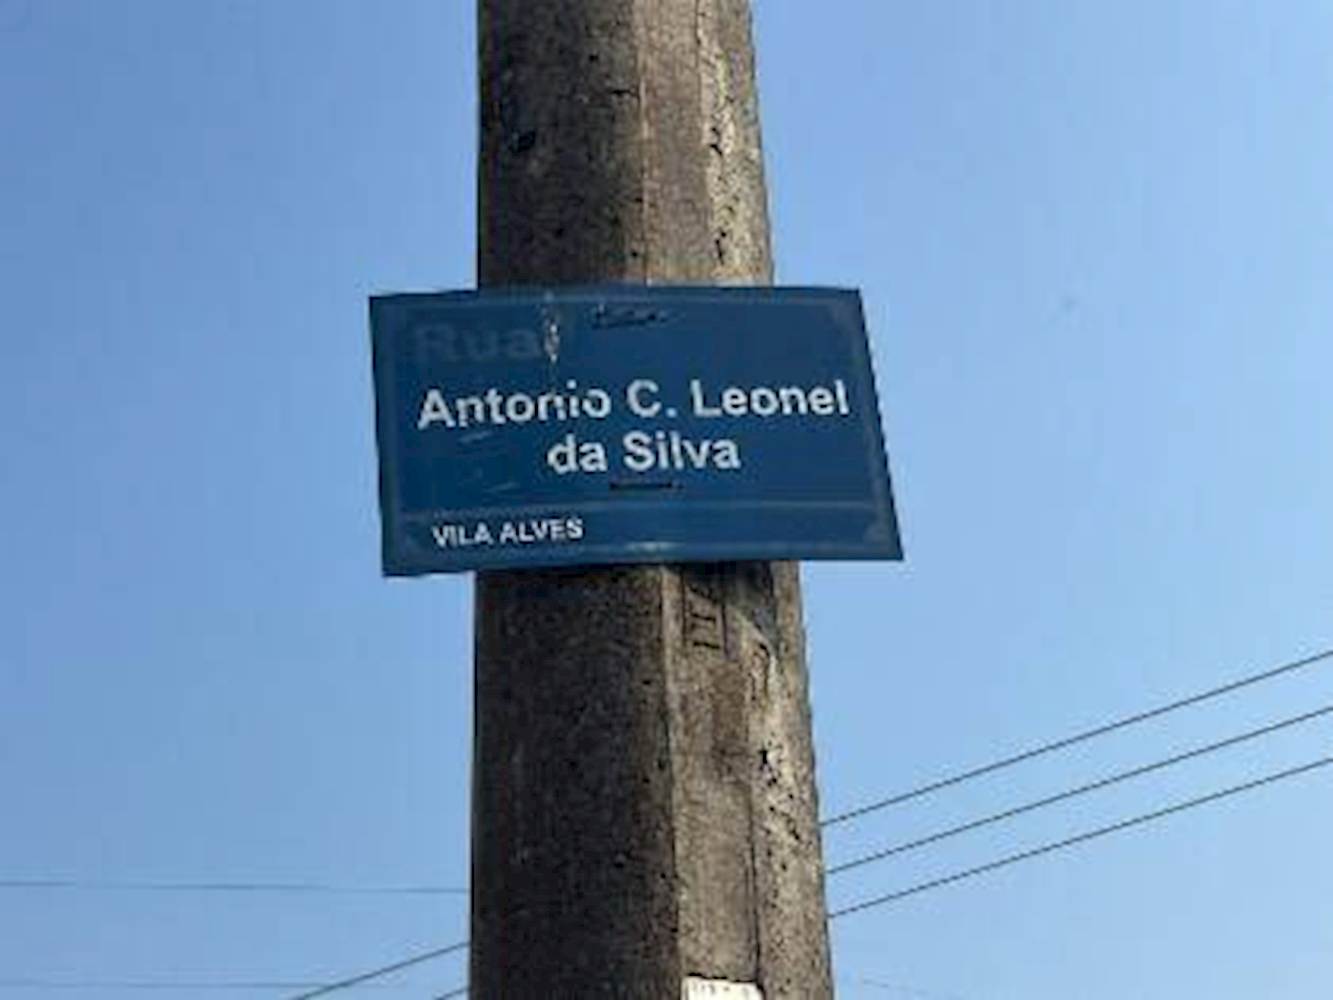 Rua
Antonio C. Leonel
da Silva
VILA ALVES